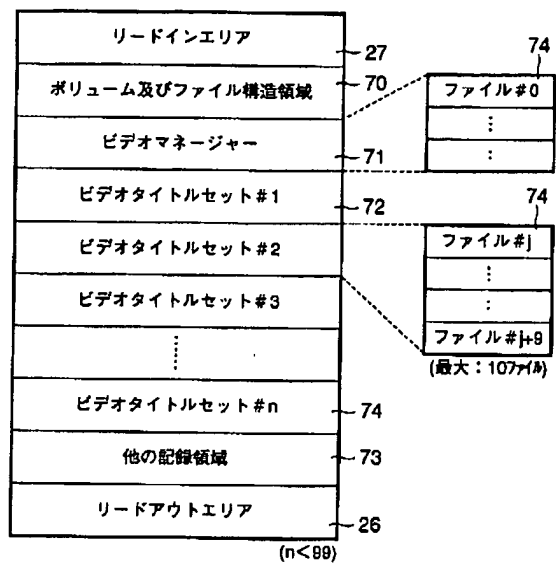 リードインエリア
27
ボリューム及びファイル構造領域
70
ビデオマネージャー
71
ビデオタイトルセット#1
72
ビデオタイトルセット#2
ビデオタイトルセット#3
ビデオタイトルセット#n
74
他の記録領域
73
リードアウトエリア
26
(n<99)
74
ファイル#0
74
ファイル#j
ファイル#j+9
(最大：10ファイル)